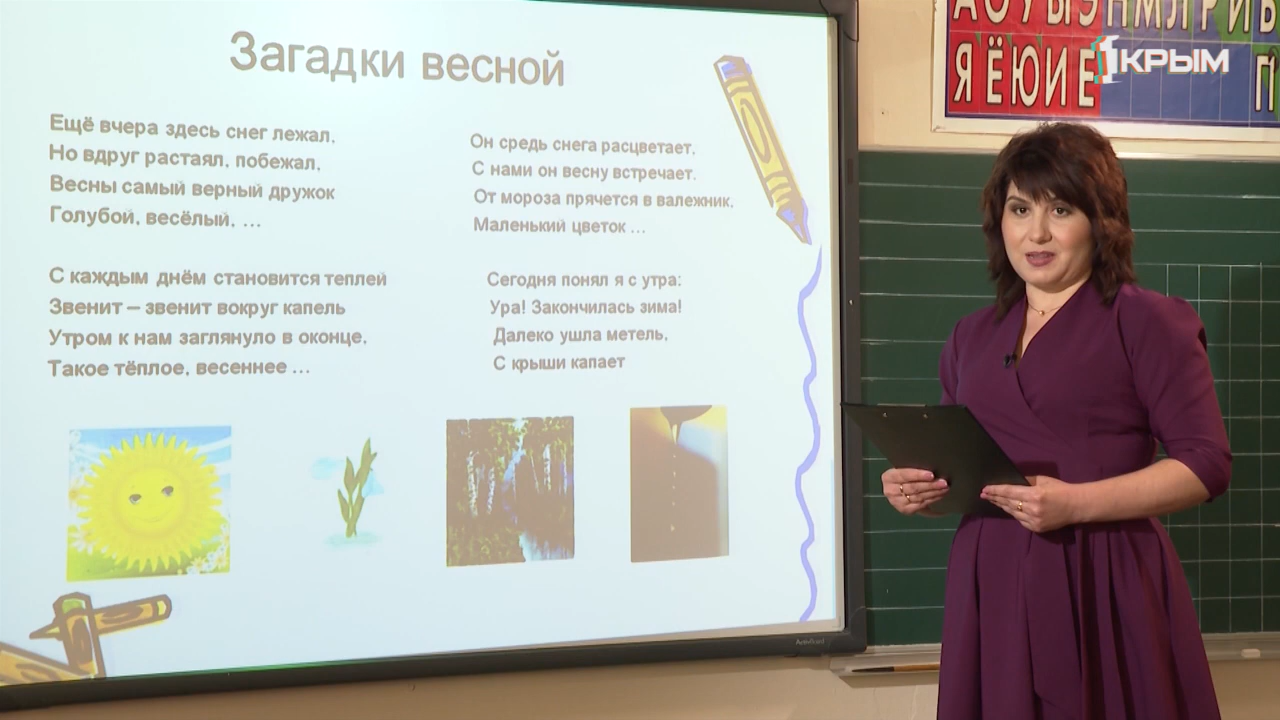 Загадки весной
Ещё вчера здесь снег лежал,
Но вдруг растаял, побежал,
Весны самый верный дружок
Голубой, весёлый, …
С каждым днём становится теплей
Звенит – звенит вокруг капель
Утром к нам заглянуло в оконце,
Такое тёплое, весеннее …
Он средь снега расцветает,
С нами он весну встречает,
От мороза прячется в валежник,
Маленький цветок …
Сегодня понял я с утра:
Ура! Закончилась зима!
Далеко ушла метель,
С крыши капает
АОУЫЭНМЛРЙ
ЯЁЮИЕ
1КРЫМ